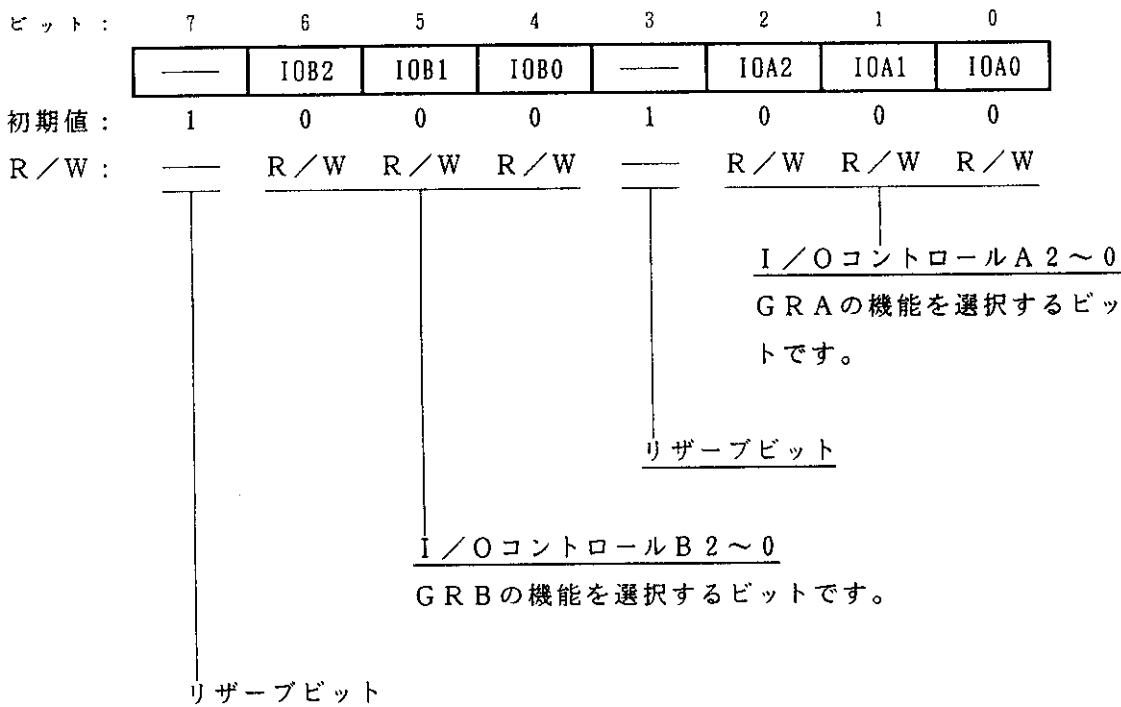 ビット： 7 6 5 4 3 2 1 0
― IOB2 IOB1 IOB0 ― IOA2 IOA1 IOA0
初期値： 1 0 0 0 1 0 0 0
R／W： ― R／W R／W R／W ― R／W R／W R／W
I／OコントロールA2～0
GRAの機能を選択するビッ
トです。
リザーブビット
I／OコントロールB2～0
GRBの機能を選択するビットです。
リザーブビット